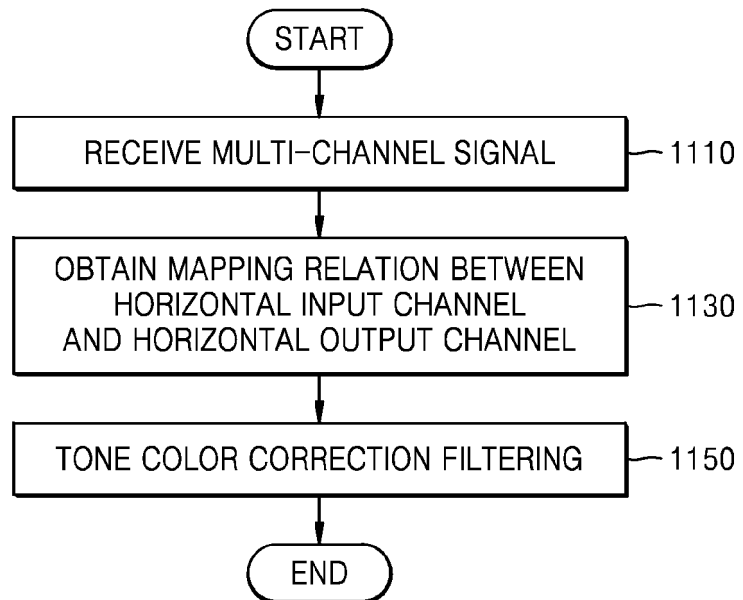 START
RECEIVE MULTI-CHANNEL SIGNAL
1110
OBTAIN MAPPING RELATION BETWEEN
HORIZONTAL INPUT CHANNEL
AND HORIZONTAL OUTPUT CHANNEL
1130
TONE COLOR CORRECTION FILTERING
1150
END